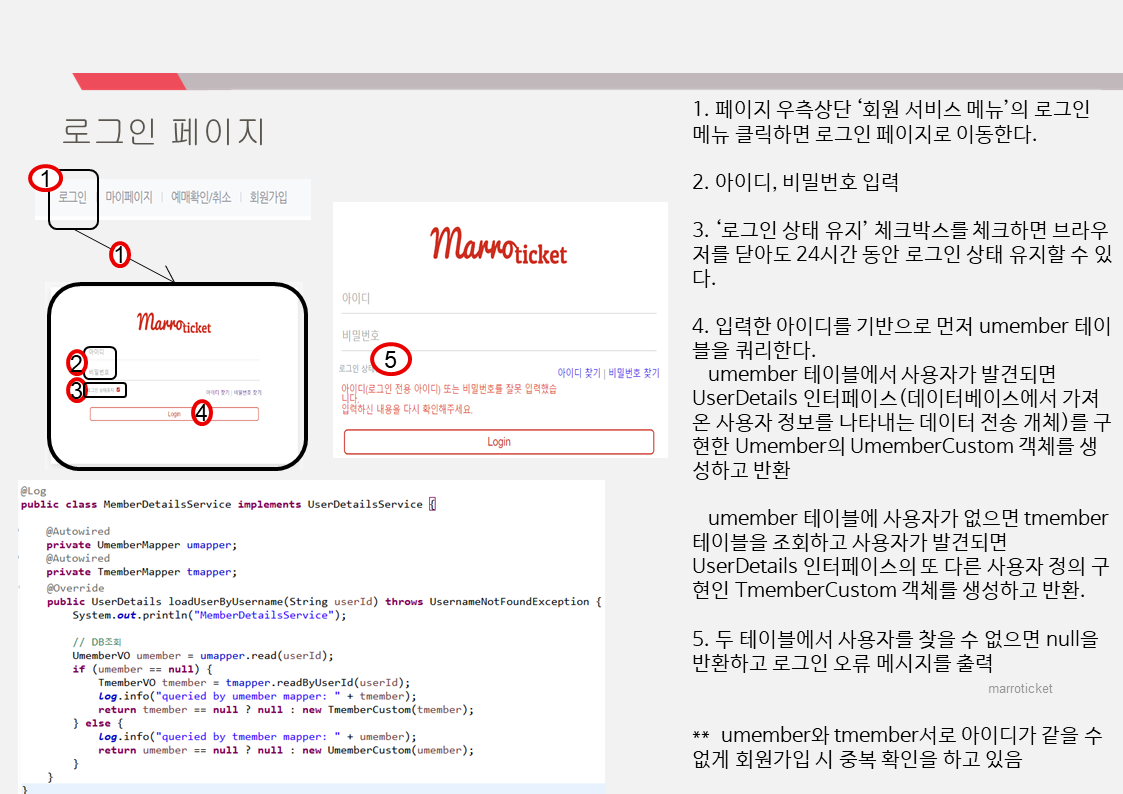 로그인 페이지
1
로그인 | 마이페이지 | 예매확인/취소 | 회원가입
1
Marroticket
아이디
2
비밀번호
3
아이디 찾기 | 비밀번호 찾기
Login
4
Marroticket
아이디
비밀번호
5
로그인 상태
아이디 찾기 | 비밀번호 찾기
아이디(로그인 전용 아이디) 또는 비밀번호를 잘못 입력했습
니다.
입력하신 내용을 다시 확인해주세요.
Login
@Log
public class MemberDetailsService implements UserDetailsService {
@Autowired
private UmemberMapper umapper;
@Autowired
private TmemberMapper tmapper;
@Override
public UserDetails loadUserByUsername(String userId) throws UsernameNotFoundException {
System.out.println("MemberDetailsService");
// DB조회
UmemberVO umember = umapper.read(userId);
if (umember == null) {
TmemberVO tmember = tmapper.readByUserId(userId);
log.info("queried by umember mapper: " + tmember);
return tmember == null ? null : new TmemberCustom(tmember);
} else {
log.info("queried by tmember mapper: " + umember);
return umember == null ? null : new UmemberCustom(umember);
}
}
}
1. 페이지 우측상단 ‘회원 서비스 메뉴’의 로그인
메뉴 클릭하면 로그인 페이지로 이동한다.
2. 아이디, 비밀번호 입력
3. ‘로그인 상태 유지’ 체크박스를 체크하면 브라우
저를 닫아도 24시간 동안 로그인 상태 유지할 수 있
다.
4. 입력한 아이디를 기반으로 먼저 umember 테이
블을 쿼리한다.
umember 테이블에서 사용자가 발견되면
UserDetails 인터페이스(데이터베이스에서 가져
온 사용자 정보를 나타내는 데이터 전송 개체)를 구
현한 Umember의 UmemberCustom 객체를 생
성하고 반환
umember 테이블에 사용자가 없으면 tmember
테이블을 조회하고 사용자가 발견되면
UserDetails 인터페이스의 또 다른 사용자 정의 구
현인 TmemberCustom 객체를 생성하고 반환.
5. 두 테이블에서 사용자를 찾을 수 없으면 null을
반환하고 로그인 오류 메시지를 출력
marroticket
** umember와 tmember서로 아이디가 같을 수
없게 회원가입 시 중복 확인을 하고 있음